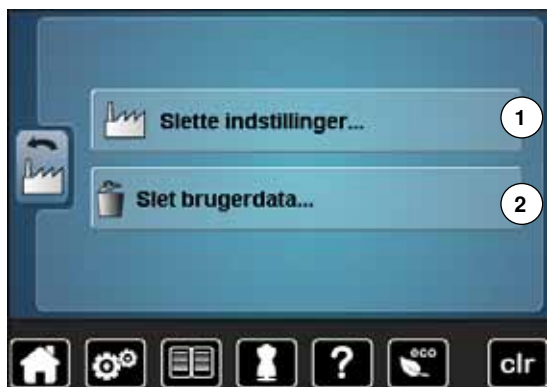 Slette indstillinger...
1
Slet brugerdata...
2
?
eco
clr